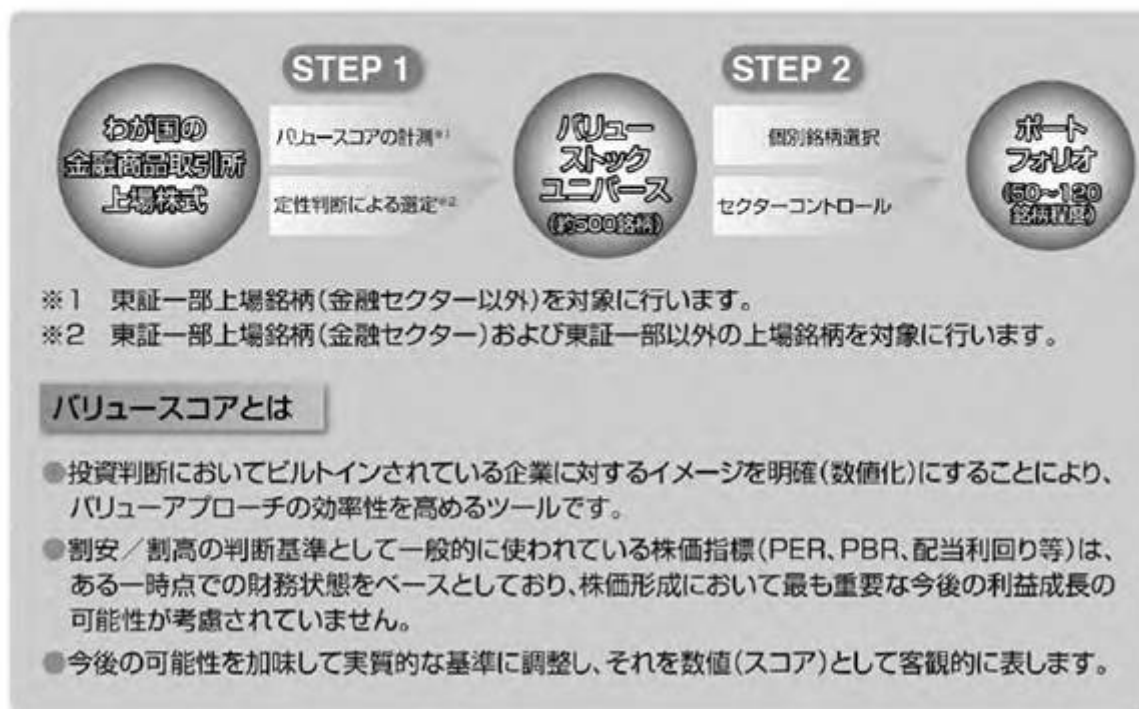 STEP 1
STEP 2
わが国の
金融商品取引所
上場株式
バリュースコアの計測※1
定性判断による選定※2
バリュー
ストック
ユニバース
(約500銘柄)
個別銘柄選択
セクターコントロール
ポート
フォリオ
(50~120
銘柄程度)
※1 東証一部上場銘柄(金融セクター以外)を対象に行います。
※2 東証一部上場銘柄(金融セクター)および東証一部以外の上場銘柄を対象に行います。
バリュースコアとは
●投資判断においてビルトインされている企業に対するイメージを明確(数値化)にすることにより、
バリューアプローチの効率性を高めるツールです。
●割安/割高の判断基準として一般的に使われている株価指標(PER、PBR、配当利回り等)は、
ある一時点での財務状態をベースとしており、株価形成において最も重要な今後の利益成長の
可能性が考慮されていません。
●今後の可能性を加味して実質的な基準に調整し、それを数値(スコア)として客観的に表します。